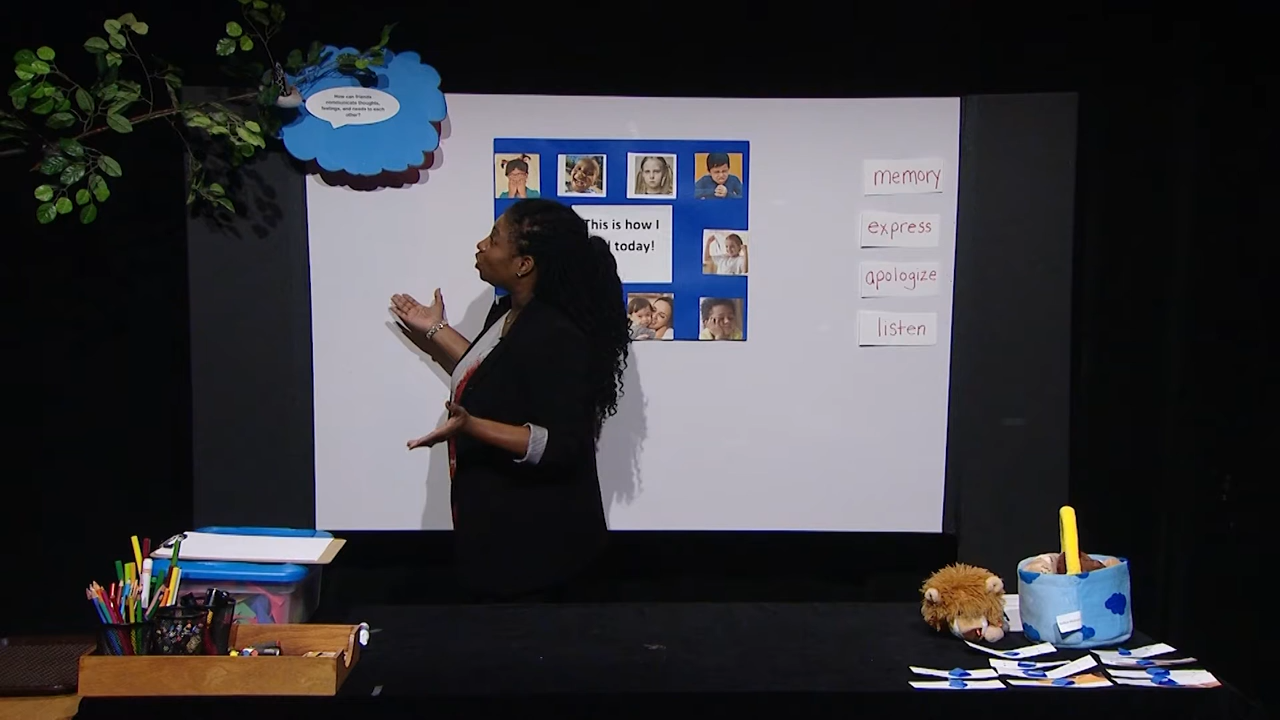 How can friends
communicate thoughts,
feelings, and needs to each
other?
This is how I
today!
memory
express
apologize
listen